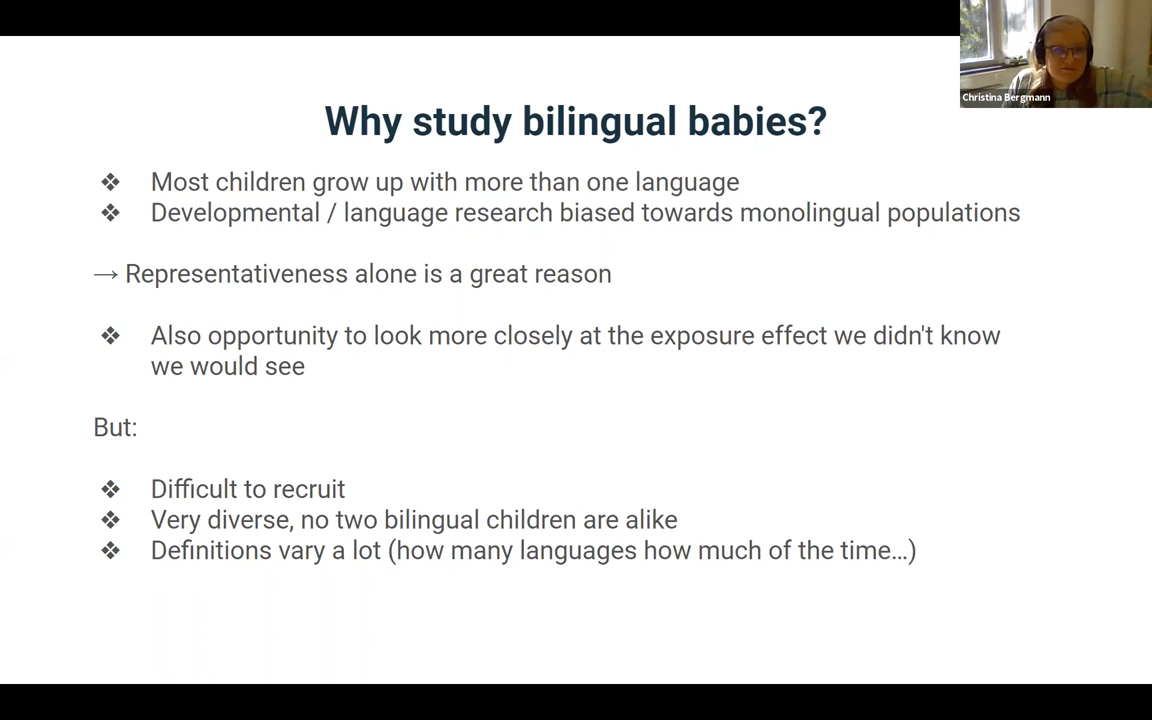 Christina Bergmann
Why study bilingual babies?
❖ Most children grow up with more than one language
❖ Developmental / language research biased towards monolingual populations
→ Representativeness alone is a great reason
❖ Also opportunity to look more closely at the exposure effect we didn't know
we would see
But:
❖ Difficult to recruit
❖ Very diverse, no two bilingual children are alike
❖ Definitions vary a lot (how many languages how much of the time…)